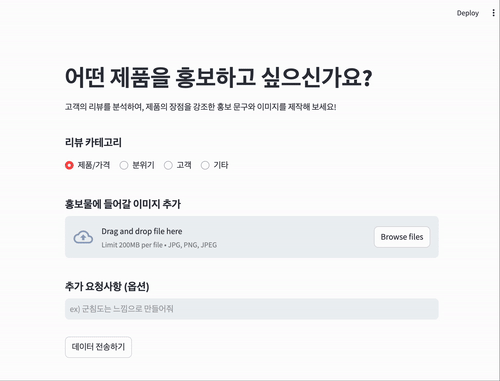 Deploy
어떤 제품을 홍보하고 싶으신가요?
고객의 리뷰를 분석하여, 제품의 장점을 강조한 홍보 문구와 이미지를 제작해 보세요!
리뷰 카테고리
제품/가격 분위기 고객 기타
홍보물에 들어갈 이미지 추가
Drag and drop file here
Limit 200MB per file • JPG, PNG, JPEG
Browse files
추가 요청사항 (옵션)
ex) 군침도는 느낌으로 만들어줘
데이터 전송하기